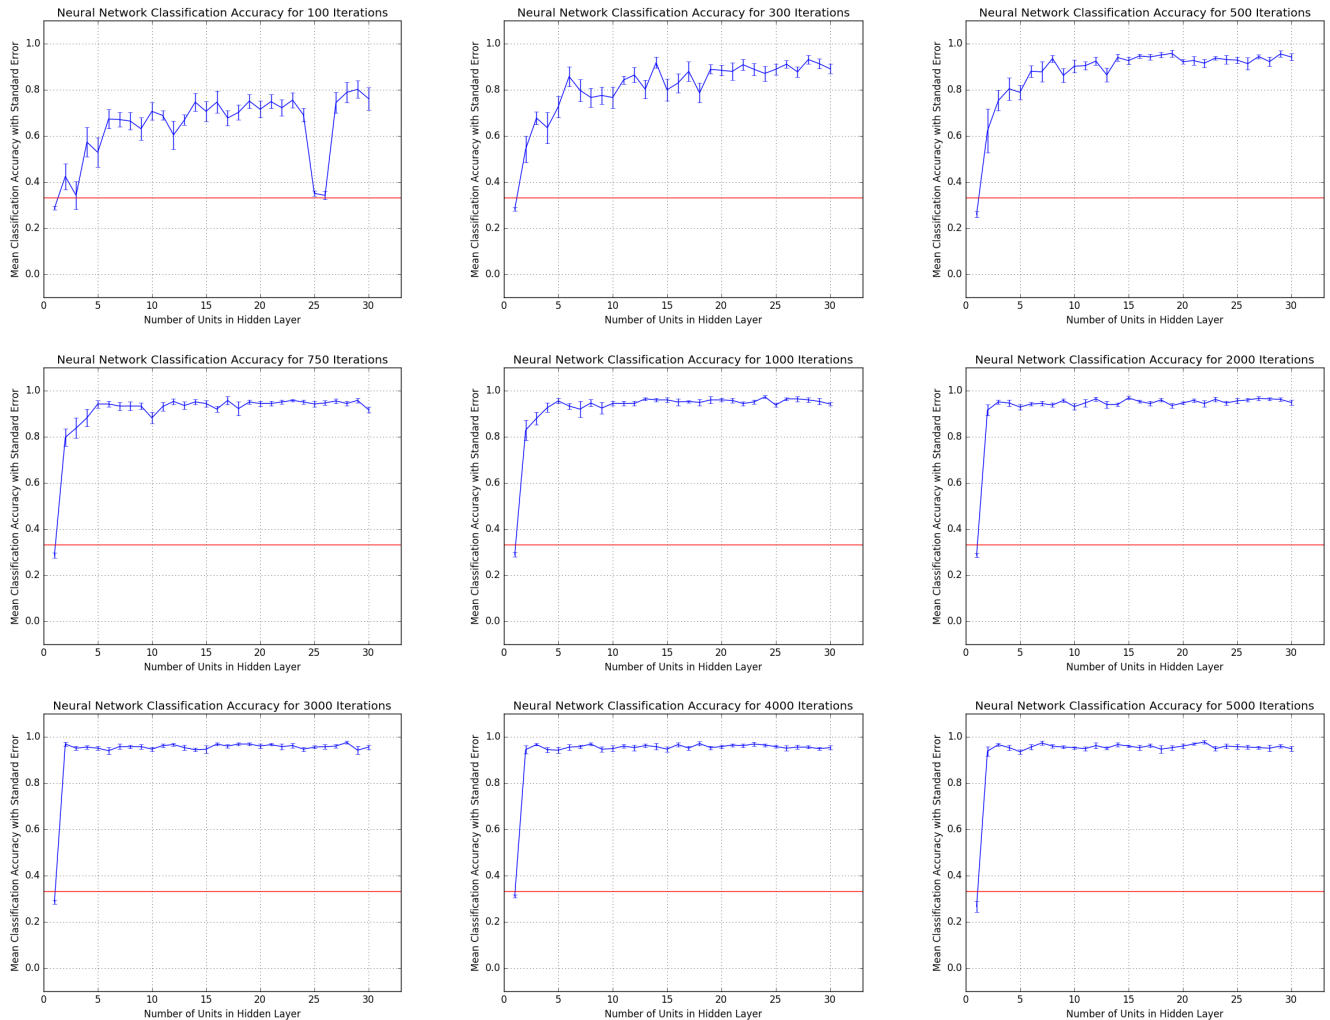 Neural Network Classification Accuracy for 100 Iterations
Mean Classification Accuracy with Standard Error
1.0
0.8
0.6
0.4
0.2
0.0
0 5 10 15 20 25 30
Number of Units in Hidden Layer
Neural Network Classification Accuracy for 300 Iterations
Mean Classification Accuracy with Standard Error
1.0
0.8
0.6
0.4
0.2
0.0
0 5 10 15 20 25 30
Number of Units in Hidden Layer
Neural Network Classification Accuracy for 500 Iterations
Mean Classification Accuracy with Standard Error
1.0
0.8
0.6
0.4
0.2
0.0
0 5 10 15 20 25 30
Number of Units in Hidden Layer
Neural Network Classification Accuracy for 750 Iterations
Mean Classification Accuracy with Standard Error
1.0
0.8
0.6
0.4
0.2
0.0
0 5 10 15 20 25 30
Number of Units in Hidden Layer
Neural Network Classification Accuracy for 1000 Iterations
Mean Classification Accuracy with Standard Error
1.0
0.8
0.6
0.4
0.2
0.0
0 5 10 15 20 25 30
Number of Units in Hidden Layer
Neural Network Classification Accuracy for 2000 Iterations
Mean Classification Accuracy with Standard Error
1.0
0.8
0.6
0.4
0.2
0.0
0 5 10 15 20 25 30
Number of Units in Hidden Layer
Neural Network Classification Accuracy for 3000 Iterations
Mean Classification Accuracy with Standard Error
1.0
0.8
0.6
0.4
0.2
0.0
0 5 10 15 20 25 30
Number of Units in Hidden Layer
Neural Network Classification Accuracy for 4000 Iterations
Mean Classification Accuracy with Standard Error
1.0
0.8
0.6
0.4
0.2
0.0
0 5 10 15 20 25 30
Number of Units in Hidden Layer
Neural Network Classification Accuracy for 5000 Iterations
Mean Classification Accuracy with Standard Error
1.0
0.8
0.6
0.4
0.2
0.0
0 5 10 15 20 25 30
Number of Units in Hidden Layer